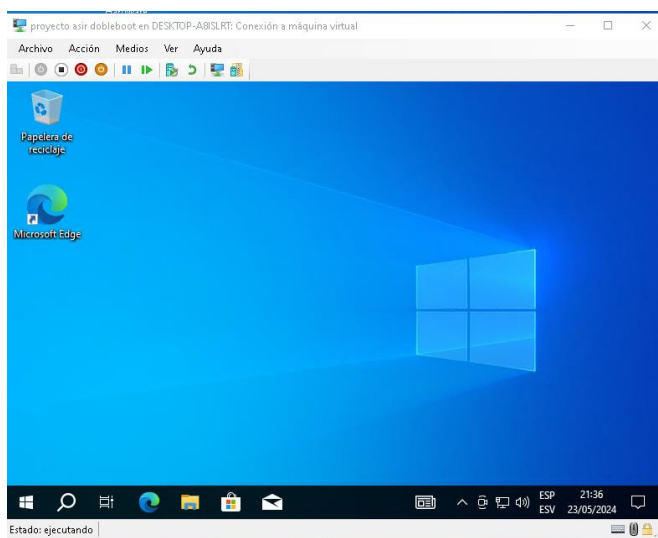 proyecto asir dobleboot en DESKTOP-A8ISLRT: Conexión a máquina virtual
Archivo Acción Medios Ver Ayuda
Papelera de
reciclaje
Microsoft Edge
ESP 21:36
ESV 23/05/2024
Estado: ejecutando